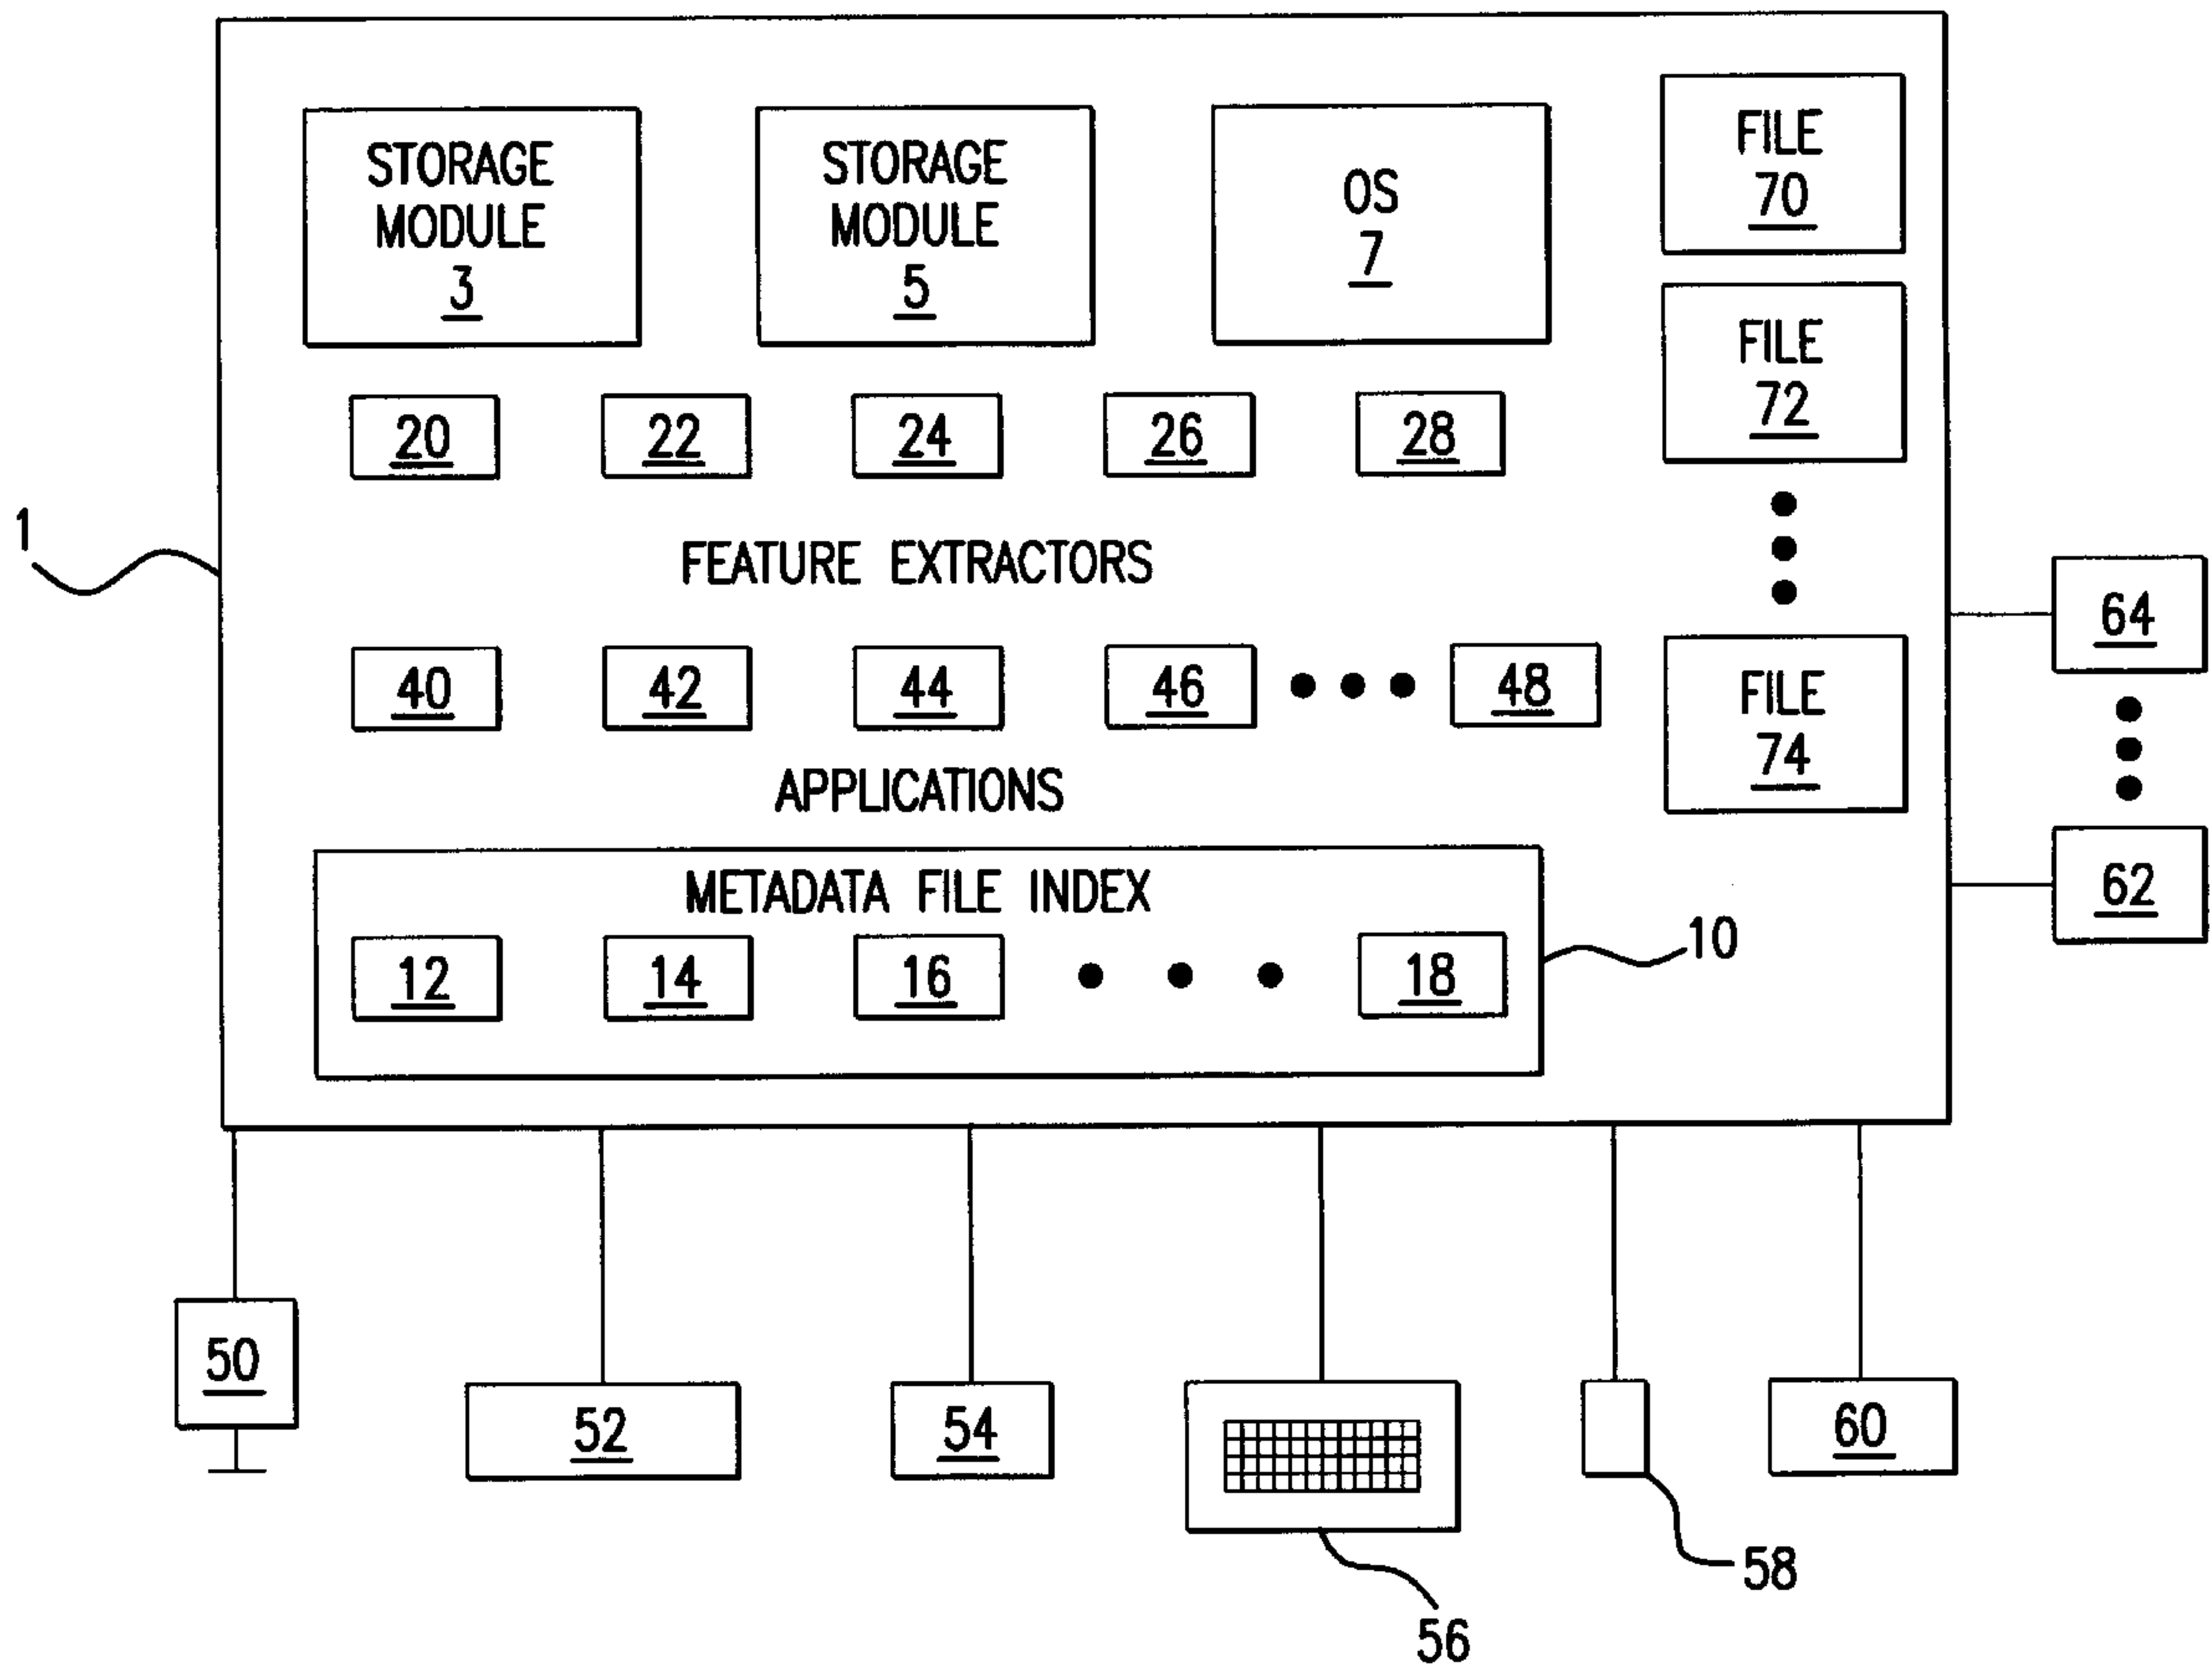 STORAGE
MODULE
3
STORAGE
MODULE
5
OS
7
FILE
70
FILE
72
20
22
24
26
28
1
FEATURE EXTRACTORS
64
40
42
44
46
48
FILE
74
APPLICATIONS
62
METADATA FILE INDEX
10
12
14
16
18
50
52
54
60
58
56